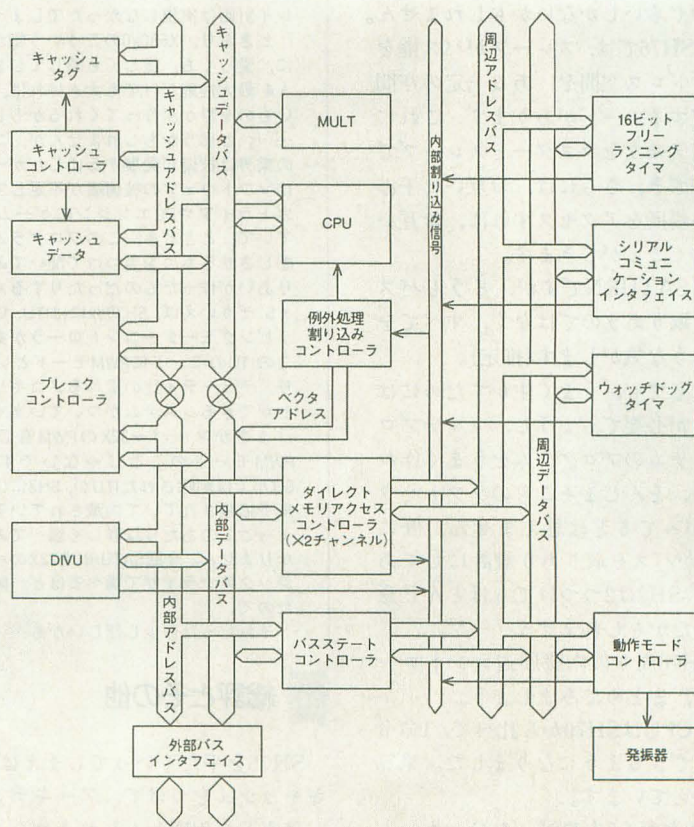 キャッシュ
タグ
キャッシュ
コントローラ
キャッシュ
データ
キャッシュアドレスバス
キャッシュデータバス
MULT
CPU
例外処理
割り込み
コントローラ
ベクタ
アドレス
ブレーク
コントローラ
DIVU
内部アドレスバス
内部データバス
ダイレクト
メモリアクセス
コントローラ
(×2チャンネル)
バスステート
コントローラ
外部バス
インタフェイス
内部割り込み信号
周辺アドレスバス
周辺データバス
16ビット
フリー
ランニング
タイマ
シリアル
コミュニ
ケーション
インタフェイス
ウォッチドッグ
タイマ
動作モード
コントローラ
発振器